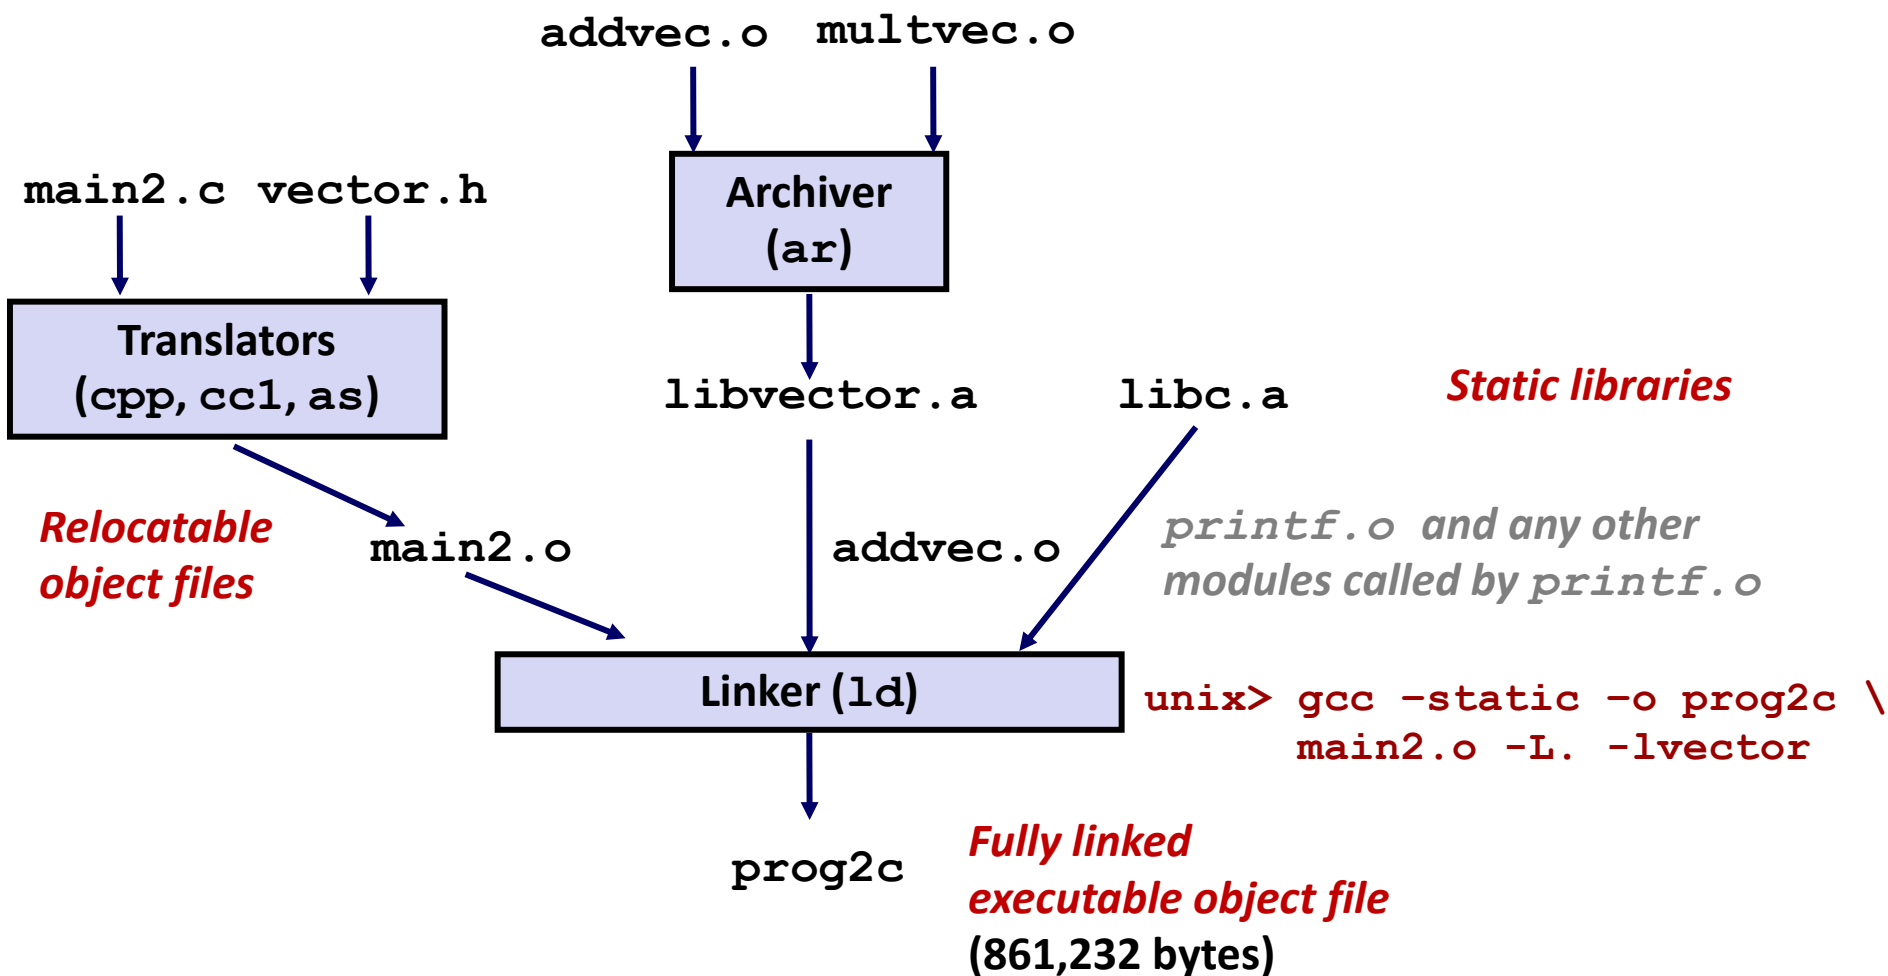 addvec.o multvec.o
main2.c vector.h
Archiver
(ar)
Translators
(cpp, cc1, as)
libvector.a
libc.a
Static libraries
Relocatable
object files
main2.o
addvec.o
printf.o and any other
modules called by printf.o
Linker (ld)
unix> gcc –static –o prog2c \
main2.o -L. -lvector
prog2c
Fully linked
executable object file
(861,232 bytes)